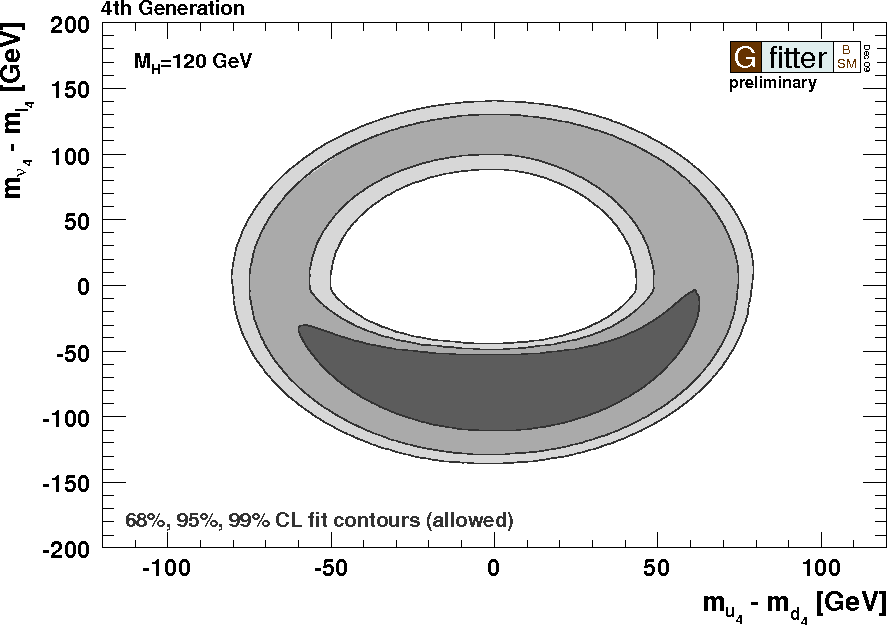 4th Generation
M_H=120 GeV
G fitter B SM Dec 09
preliminary
m_ν4 - m_l4 [GeV]
200
150
100
50
0
-50
-100
-150
-200
68%, 95%, 99% CL fit contours (allowed)
-100 -50 0 50 100
m_u4 - m_d4 [GeV]